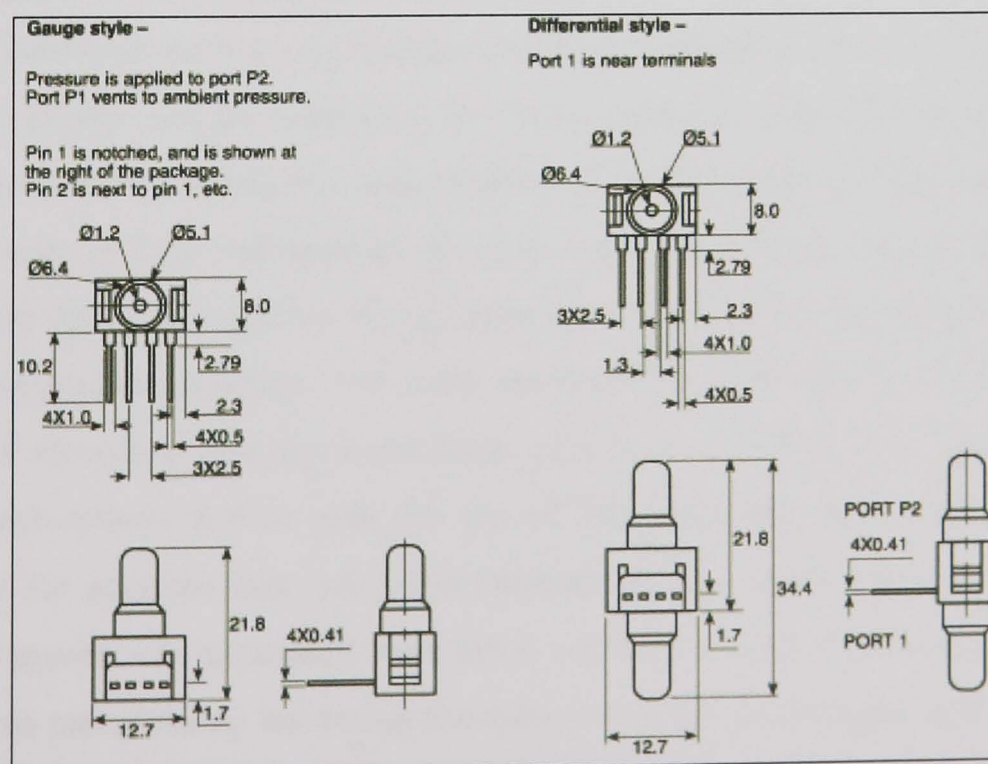 Gauge style –
Pressure is applied to port P2.
Port P1 vents to ambient pressure.
Pin 1 is notched, and is shown at
the right of the package.
Pin 2 is next to pin 1, etc.
Ø1.2
Ø5.1
Ø6.4
8.0
10.2
2.79
4X1.0
2.3
4X0.5
3X2.5
21.8
4X0.41
1.7
12.7
Differential style –
Port 1 is near terminals
Ø1.2
Ø5.1
Ø6.4
8.0
2.79
3X2.5
2.3
1.3
4X1.0
4X0.5
21.8
34.4
PORT P2
4X0.41
PORT 1
1.7
12.7